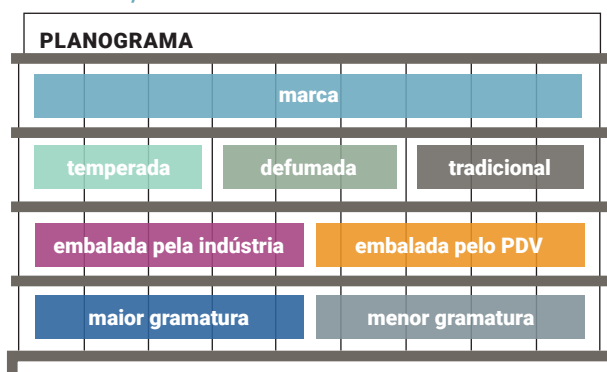 PLANOGRAMA
marca
temperada defumada tradicional
embalada pela indústria embalada pelo PDV
maior gramatura menor gramatura